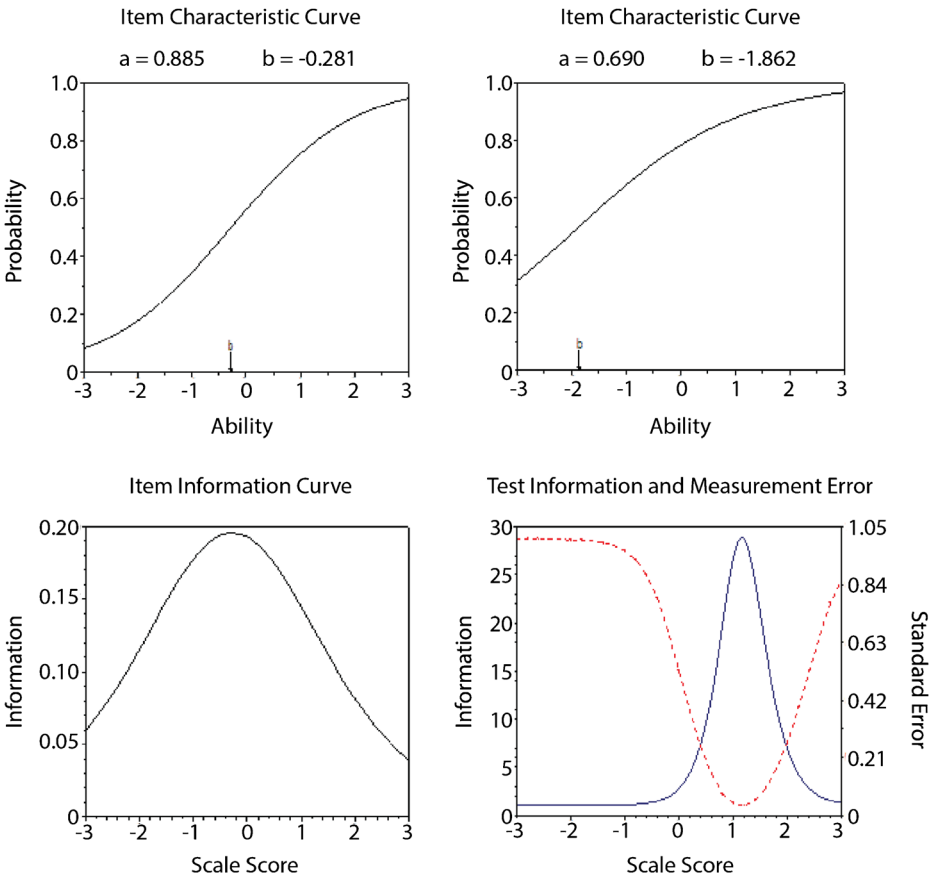 Item Characteristic Curve
a = 0.885 b = -0.281
1.0
0.8
0.6
0.4
0.2
0
Probability
b
-3 -2 -1 0 1 2 3
Ability
Item Characteristic Curve
a = 0.690 b = -1.862
1.0
0.8
0.6
0.4
0.2
0
Probability
b
-3 -2 -1 0 1 2 3
Ability
Item Information Curve
0.20
0.15
0.10
0.05
0
Information
-3 -2 -1 0 1 2 3
Scale Score
Test Information and Measurement Error
30
25
20
15
10
5
0
Information
1.05
0.84
0.63
0.42
0.21
0
Standard Error
-3 -2 -1 0 1 2 3
Scale Score